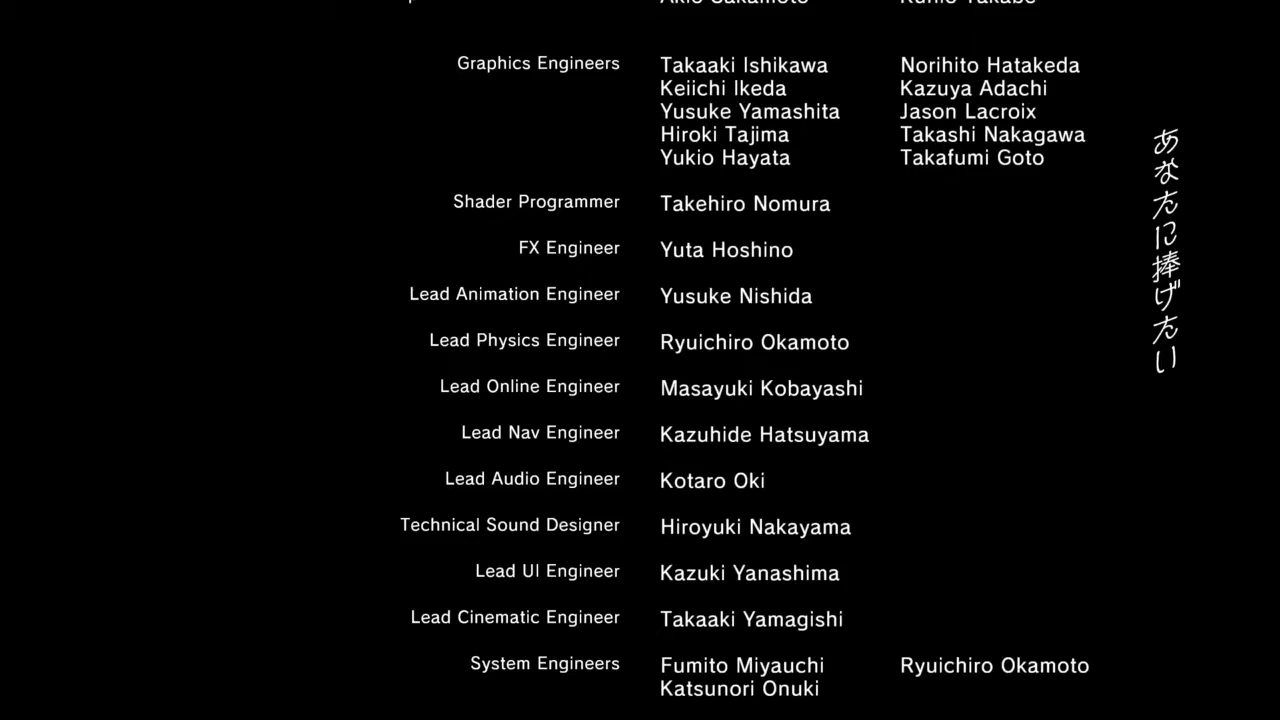 Akio Sakamoto Kunio Takabe
Graphics Engineers Takaaki Ishikawa Norihito Hatakeda
Keiichi Ikeda Kazuya Adachi
Yusuke Yamashita Jason Lacroix
Hiroki Tajima Takashi Nakagawa
Yukio Hayata Takafumi Goto
Shader Programmer Takehiro Nomura
FX Engineer Yuta Hoshino
Lead Animation Engineer Yusuke Nishida
Lead Physics Engineer Ryuichiro Okamoto
Lead Online Engineer Masayuki Kobayashi
Lead Nav Engineer Kazuhide Hatsuyama
Lead Audio Engineer Kotaro Oki
Technical Sound Designer Hiroyuki Nakayama
Lead UI Engineer Kazuki Yanashima
Lead Cinematic Engineer Takaaki Yamagishi
System Engineers Fumito Miyauchi Ryuichiro Okamoto
Katsunori Onuki
あなたに捧げたい